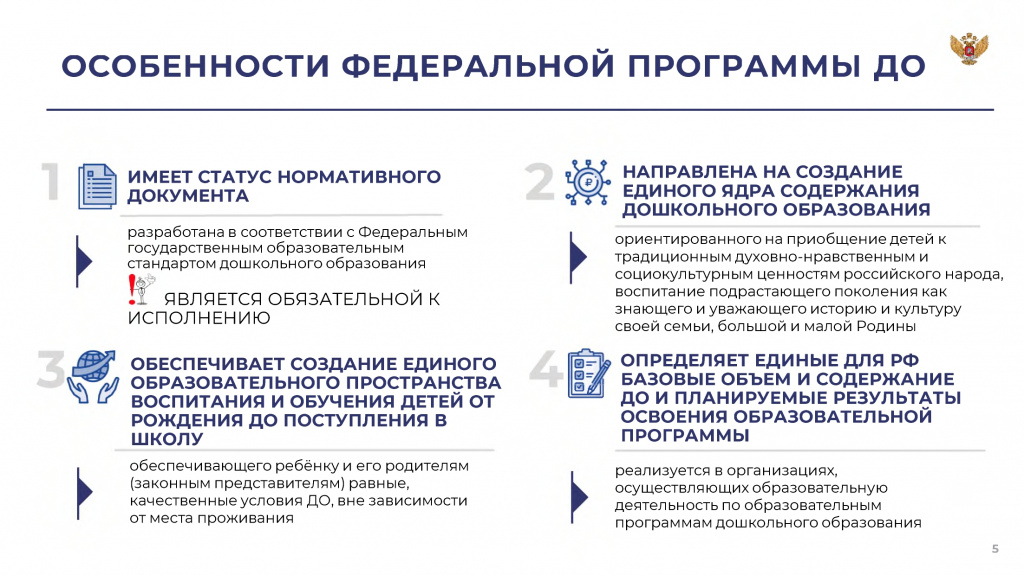 ОСОБЕННОСТИ ФЕДЕРАЛЬНОЙ ПРОГРАММЫ ДО
1
ИМЕЕТ СТАТУС НОРМАТИВНОГО
ДОКУМЕНТА
разработана в соответствии с Федеральным
государственным образовательным
стандартом дошкольного образования
ЯВЛЯЕТСЯ ОБЯЗАТЕЛЬНОЙ К
ИСПОЛНЕНИЮ
2
НАПРАВЛЕНА НА СОЗДАНИЕ
ЕДИНОГО ЯДРА СОДЕРЖАНИЯ
ДОШКОЛЬНОГО ОБРАЗОВАНИЯ
ориентированного на приобщение детей к
традиционным духовно-нравственным и
социокультурным ценностям российского народа,
воспитание подрастающего поколения как
знающего и уважающего историю и культуру
своей семьи, большой и малой Родины
3
ОБЕСПЕЧИВАЕТ СОЗДАНИЕ ЕДИНОГО
ОБРАЗОВАТЕЛЬНОГО ПРОСТРАНСТВА
ВОСПИТАНИЯ И ОБУЧЕНИЯ ДЕТЕЙ ОТ
РОЖДЕНИЯ ДО ПОСТУПЛЕНИЯ В
ШКОЛУ
обеспечивающего ребёнку и его родителям
(законным представителям) равные,
качественные условия ДО, вне зависимости
от места проживания
4
ОПРЕДЕЛЯЕТ ЕДИНЫЕ ДЛЯ РФ
БАЗОВЫЕ ОБЪЕМ И СОДЕРЖАНИЕ
ДО И ПЛАНИРУЕМЫЕ РЕЗУЛЬТАТЫ
ОСВОЕНИЯ ОБРАЗОВАТЕЛЬНОЙ
ПРОГРАММЫ
реализуется в организациях,
осуществляющих образовательную
деятельность по образовательным
программам дошкольного образования
5